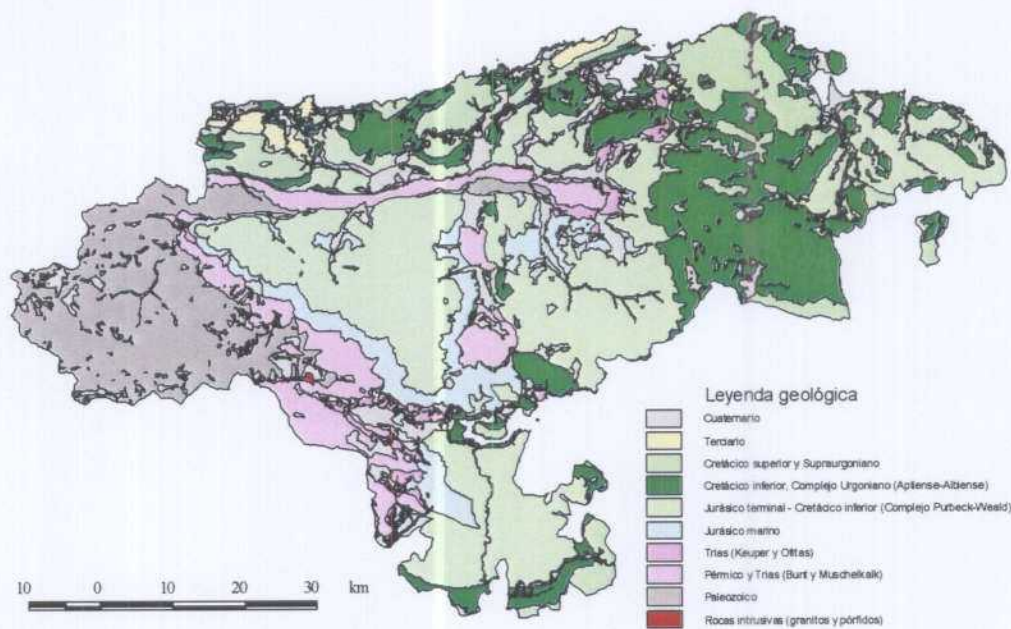 Leyenda geológica
Cuaternario
Terciario
Cretácico superior y Supraurgoniano
Cretácico inferior, Complejo Urgoniano (Aptiense-Albiense)
Jurásico terminal - Cretácico inferior (Complejo Purbeck-Weald)
Jurásico marino
Trias (Keuper y Ofitas)
Pérmico y Trias (Bunt y Muschelkalk)
Paleozoico
Rocas intrusivas (granitos y pórfidos)
10 0 10 20 30 km